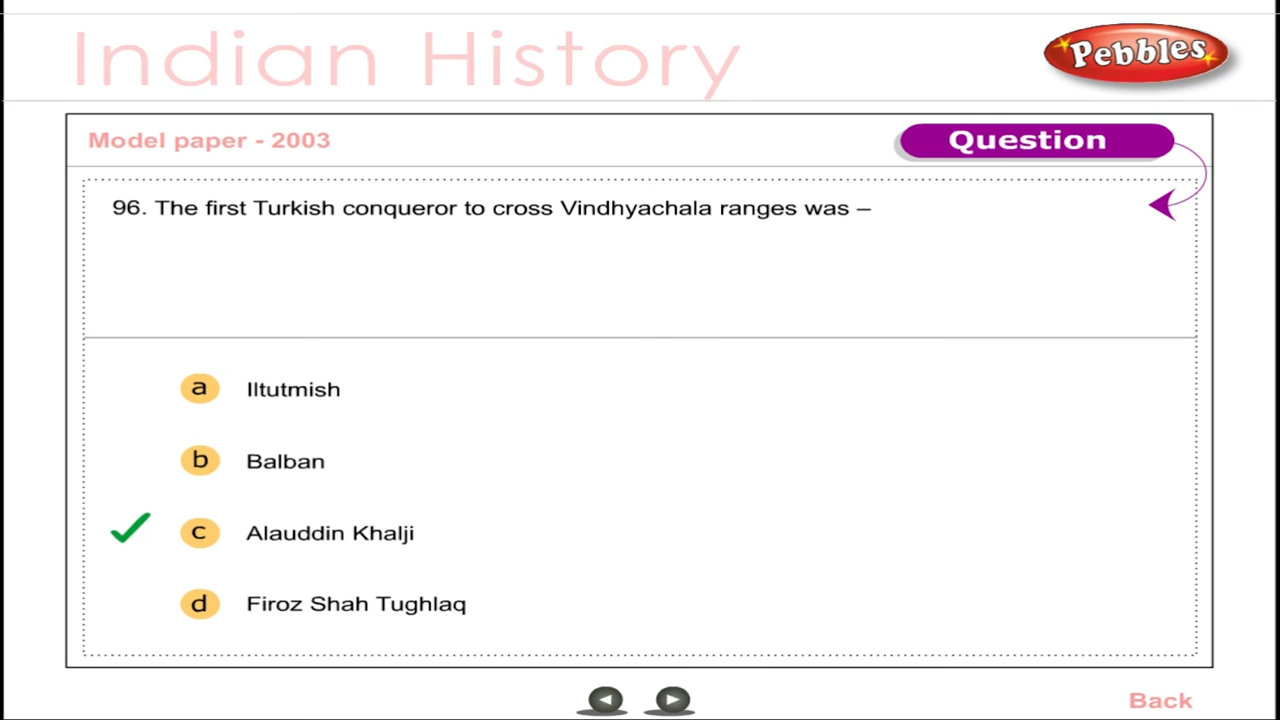 Indian History
Pebbles
Model paper - 2003
Question
96. The first Turkish conqueror to cross Vindhyachala ranges was –
a Iltutmish
b Balban
c Alauddin Khalji
d Firoz Shah Tughlaq
Back